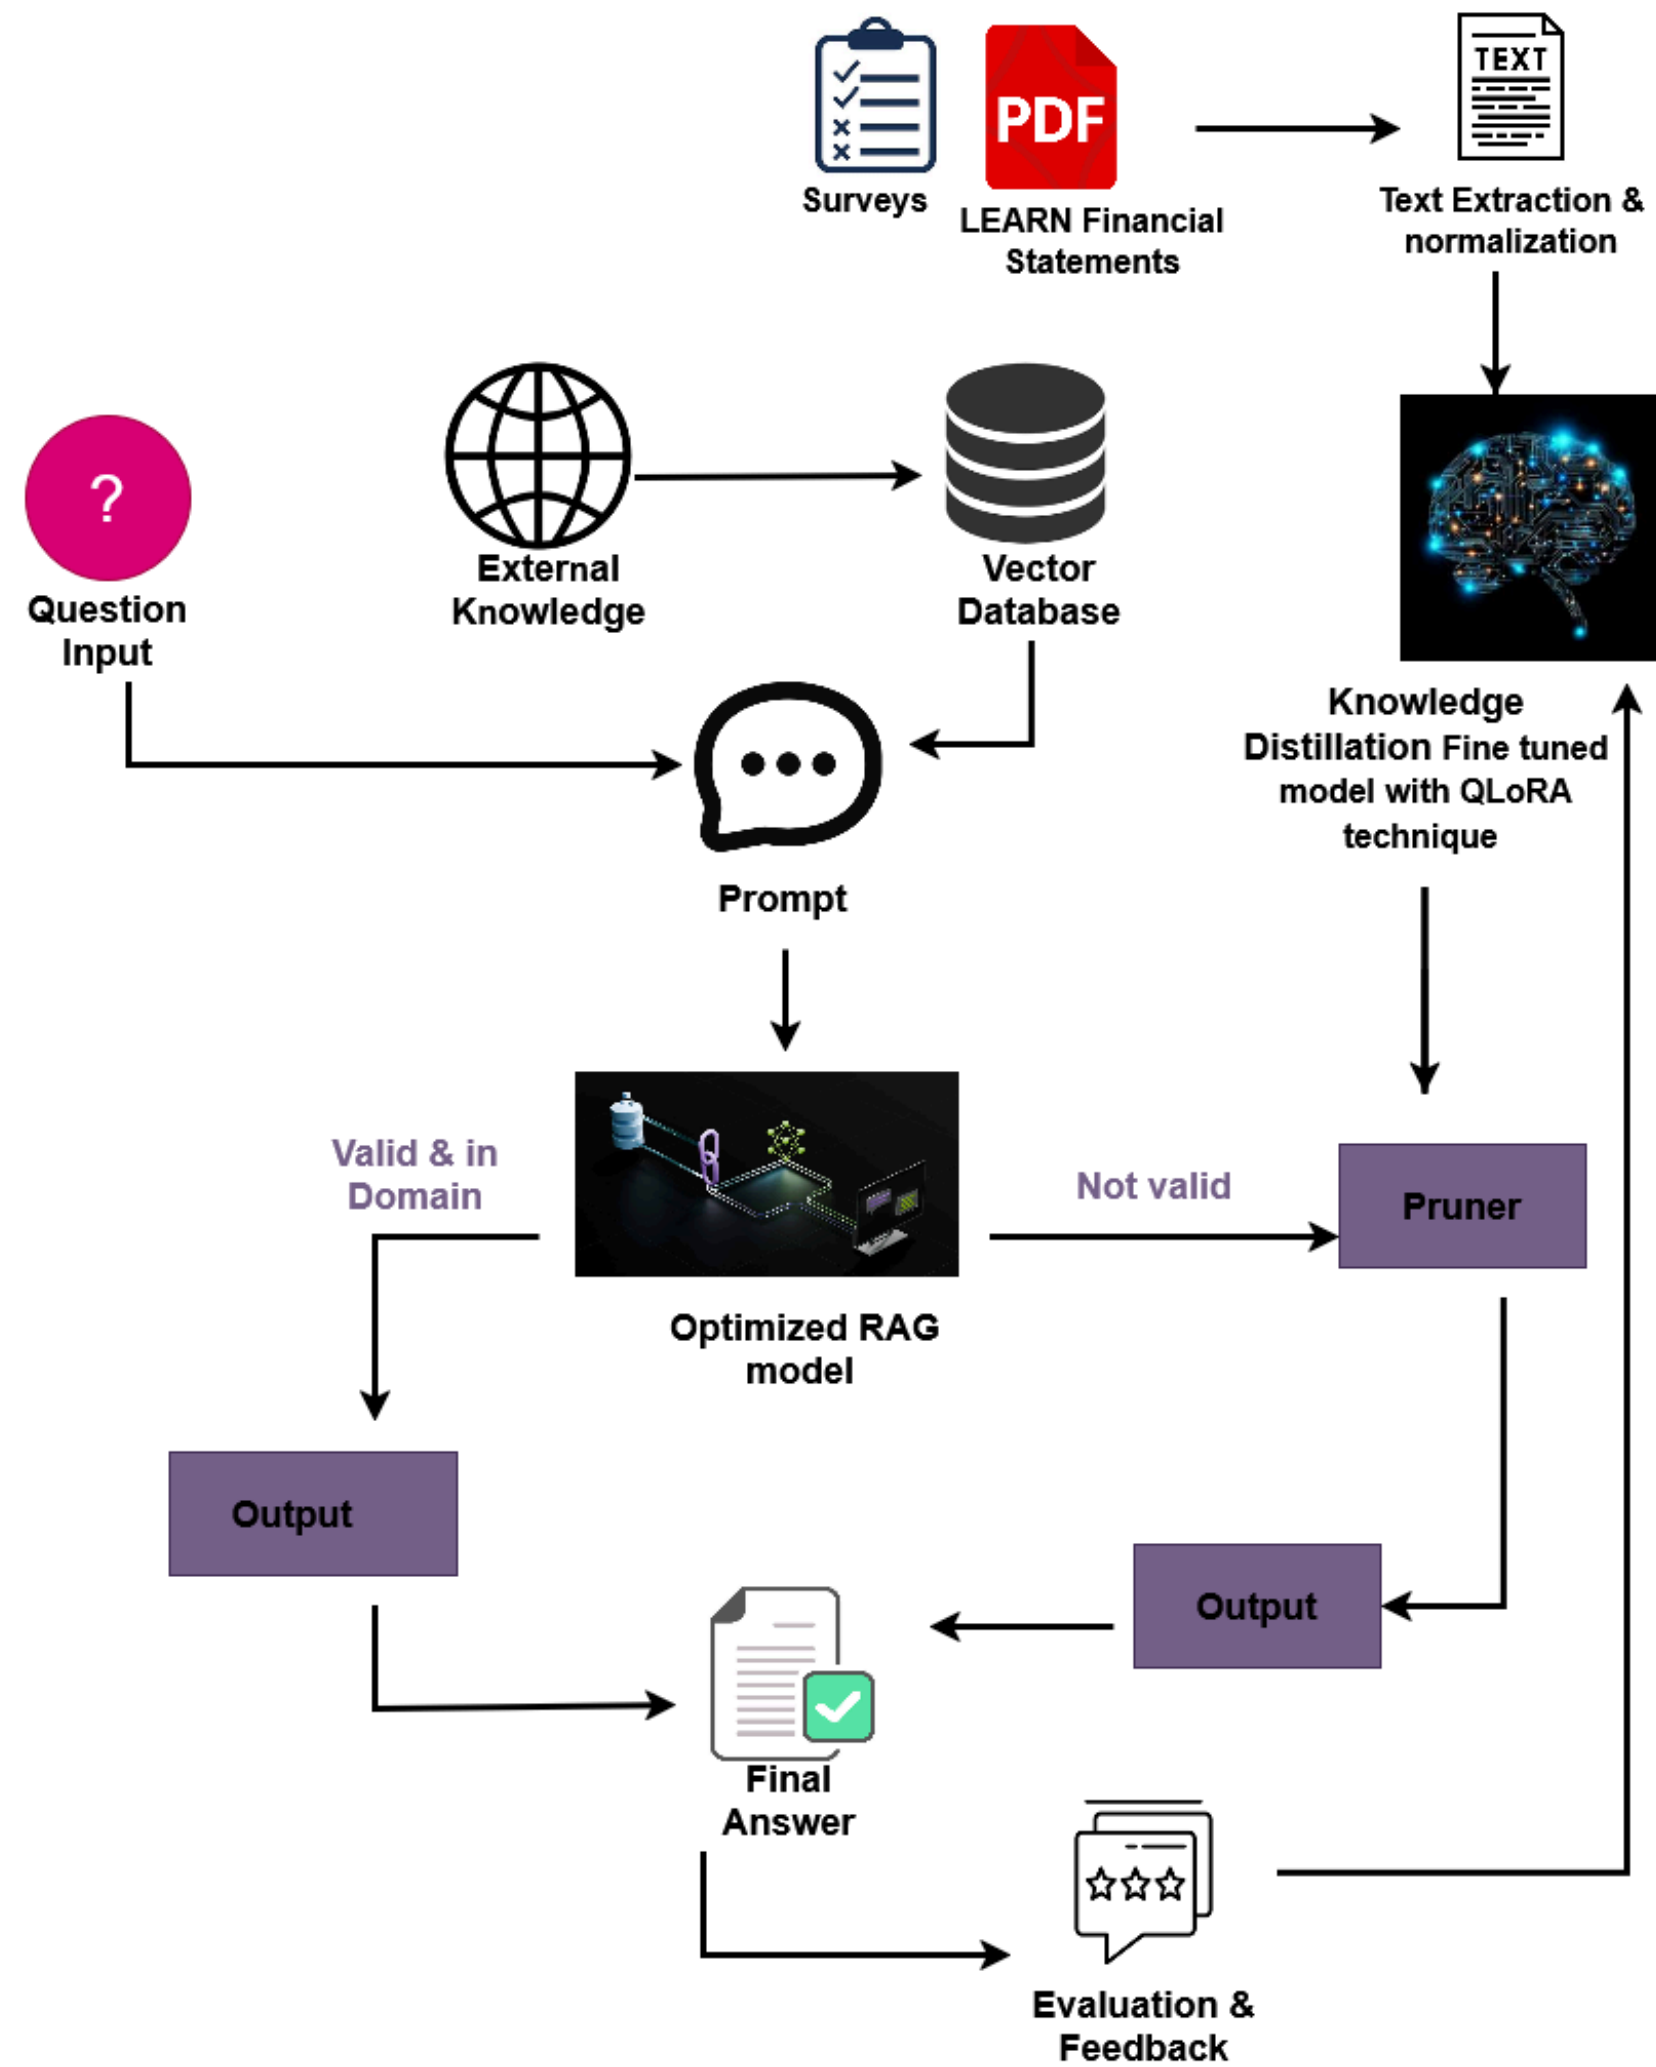 PDF
TEXT
Surveys
LEARN Financial
Statements
Text Extraction &
normalization
?
Question
Input
External
Knowledge
Vector
Database
Knowledge
Distillation Fine tuned
model with QLoRA
technique
Prompt
Valid & in
Domain
Not valid
Pruner
Optimized RAG
model
Output
Output
Final
Answer
Evaluation &
Feedback